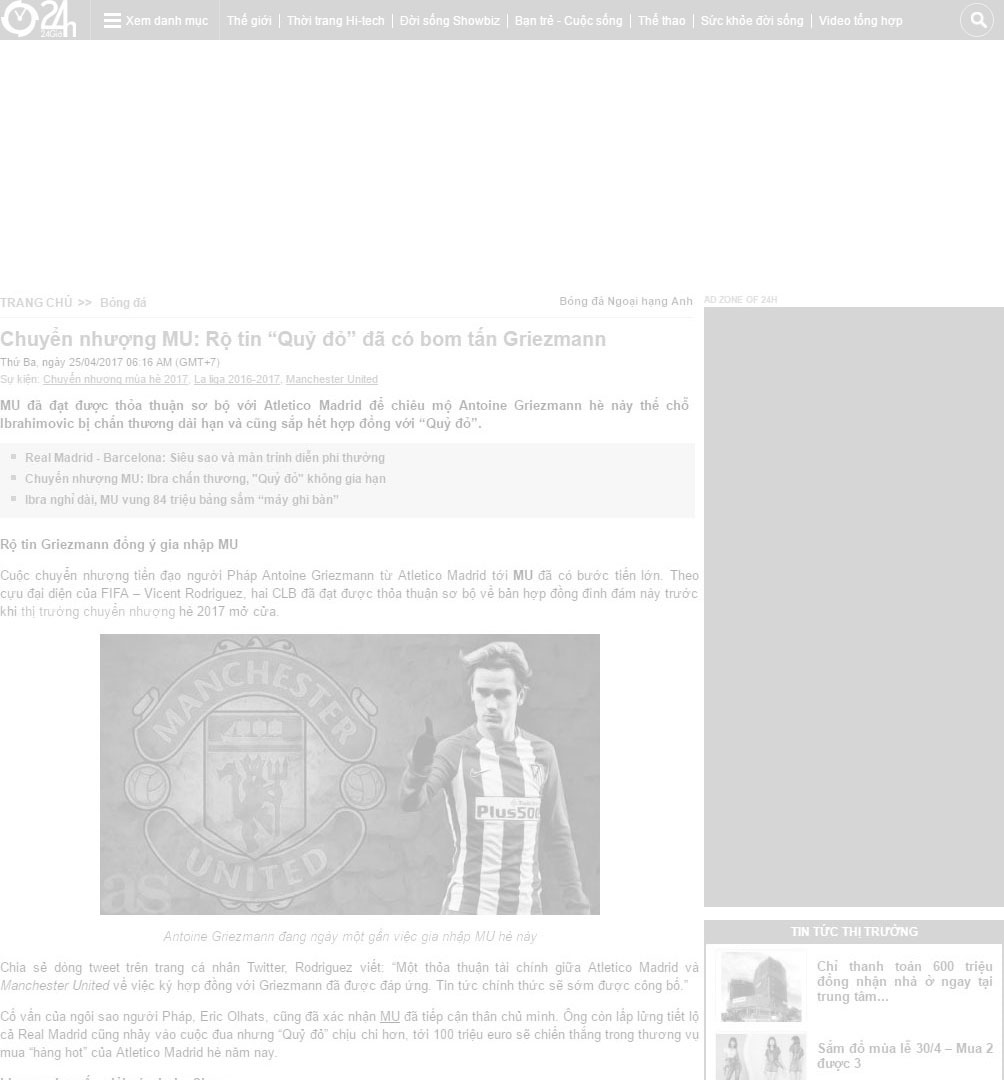 24h
24h.com.vn
Xem danh mục
Thế giới
Thời trang Hi-tech
Đời sống Showbiz
Bạn trẻ - Cuộc sống
Thể thao
Sức khỏe đời sống
Video tổng hợp
TRANG CHỦ >> Bóng đá
Bóng đá Ngoại hạng Anh
AD ZONE OF 24H
Chuyển nhượng MU: Rộ tin “Quỷ đỏ” đã có bom tấn Griezmann
Thứ Ba, ngày 25/04/2017 06:16 AM (GMT+7)
Sự kiện: Chuyển nhượng mùa hè 2017, La liga 2016-2017, Manchester United
MU đã đạt được thỏa thuận sơ bộ với Atletico Madrid để chiêu mộ Antoine Griezmann hè này thế chỗ
Ibrahimovic bị chấn thương dài hạn và cũng sắp hết hợp đồng với “Quỷ đỏ”.
Real Madrid - Barcelona: Siêu sao và màn trình diễn phi thường
Chuyển nhượng MU: Ibra chấn thương, "Quỷ đỏ" không gia hạn
Ibra nghỉ dài, MU vung 84 triệu bảng sắm “máy ghi bàn”
Rộ tin Griezmann đồng ý gia nhập MU
Cuộc chuyển nhượng tiền đạo người Pháp Antoine Griezmann từ Atletico Madrid tới MU đã có bước tiến lớn. Theo
cựu đại diện của FIFA – Vicent Rodriguez, hai CLB đã đạt được thỏa thuận sơ bộ về bản hợp đồng đình đám này trước
khi thị trường chuyển nhượng hè 2017 mở cửa.
MANCHESTER
UNITED
Plus500
as
Antoine Griezmann đang ngày một gần việc gia nhập MU hè này
Chia sẻ dòng tweet trên trang cá nhân Twitter, Rodriguez viết: “Một thỏa thuận tài chính giữa Atletico Madrid và
Manchester United về việc ký hợp đồng với Griezmann đã được đáp ứng. Tin tức chính thức sẽ sớm được công bố.”
Cố vấn của ngôi sao người Pháp, Eric Olhats, cũng đã xác nhận MU đã tiếp cận thân chủ mình. Ông còn lấp lửng tiết lộ
cả Real Madrid cũng nhảy vào cuộc đua nhưng “Quỷ đỏ” chịu chi hơn, tới 100 triệu euro sẽ chiến thắng trong thương vụ
mua “hàng hot” của Atletico Madrid hè năm nay.
TIN TỨC THỊ TRƯỜNG
Chỉ thanh toán 600 triệu
đồng nhận nhà ở ngay tại
trung tâm...
Sắm đồ mùa lễ 30/4 – Mua 2
được 3